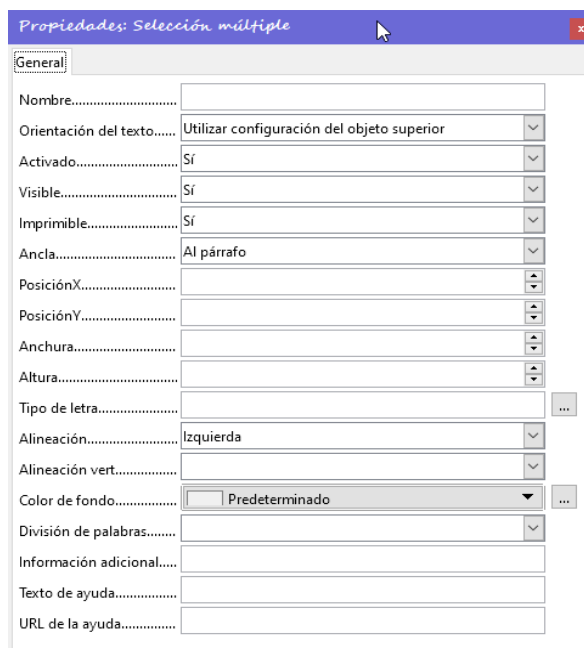 Propiedades: Selección múltiple x
General
Nombre............................
Orientación del texto...... Utilizar configuración del objeto superior
Activado........................... Sí
Visible.............................. Sí
Imprimible........................ Sí
Ancla................................ Al párrafo
PosiciónX.........................
PosiciónY.........................
Anchura...........................
Altura...............................
Tipo de letra..................... ...
Alineación........................ Izquierda
Alineación vert.................
Color de fondo................. Predeterminado ...
División de palabras........
Información adicional.....
Texto de ayuda................
URL de la ayuda...............